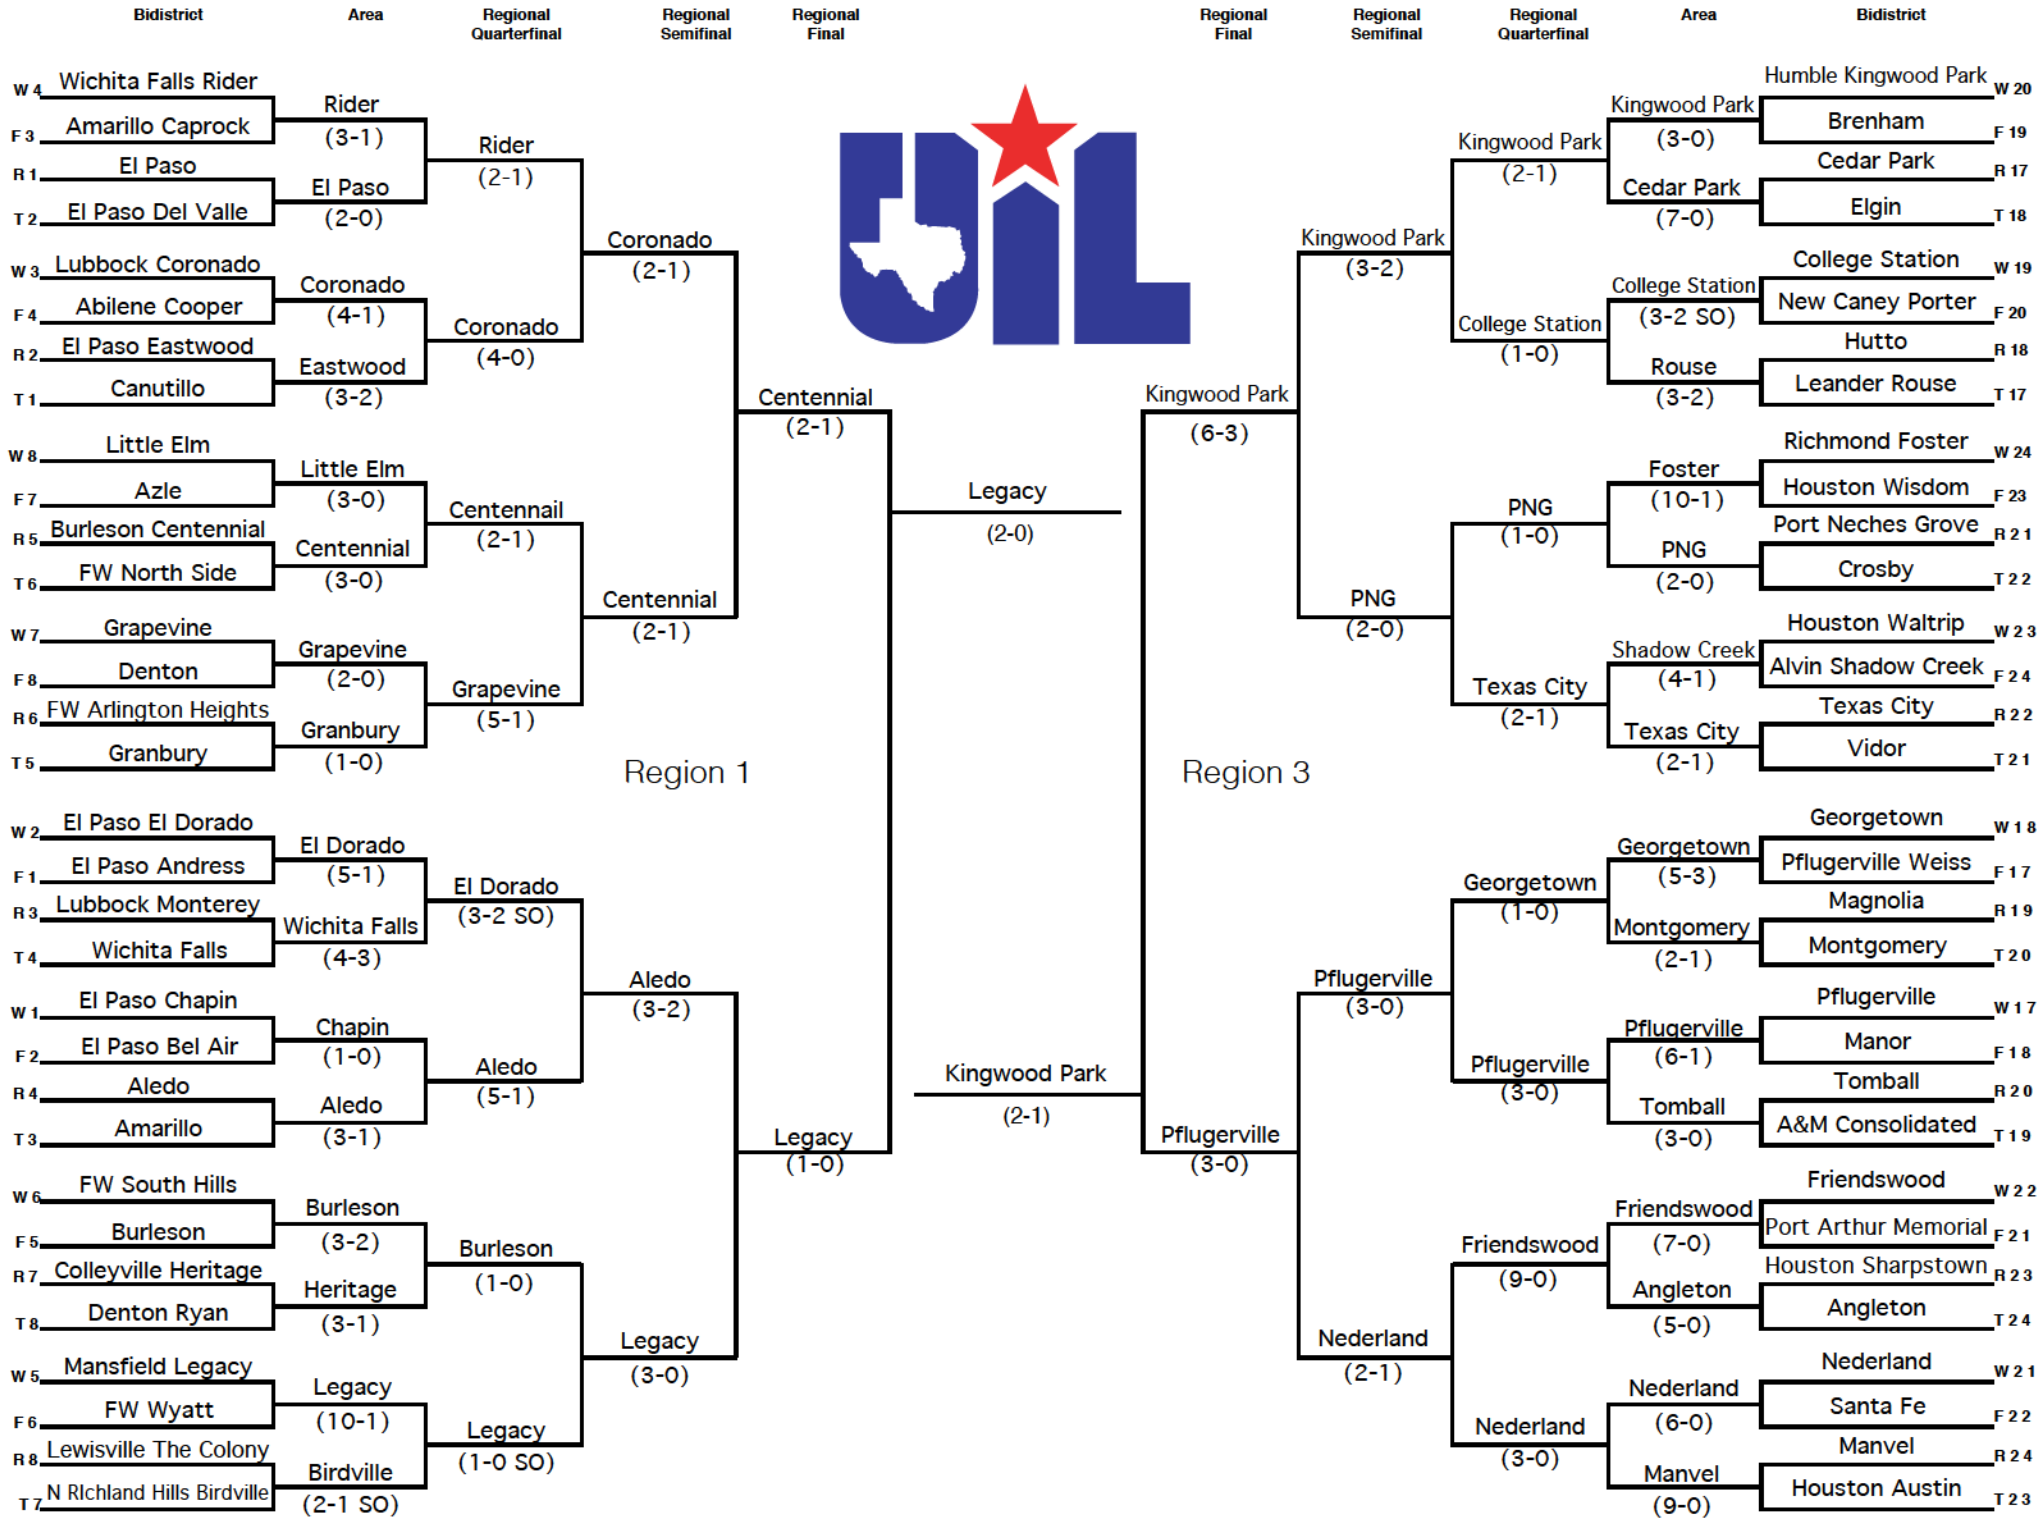 Bidistrict
Area
Regional
Quarterfinal
Regional
Semifinal
Regional
Final
Regional
Final
Regional
Semifinal
Regional
Quarterfinal
Area
Bidistrict
W 4 Wichita Falls Rider
F 3 Amarillo Caprock
R 1 El Paso
T 2 El Paso Del Valle
W 3 Lubbock Coronado
F 4 Abilene Cooper
R 2 El Paso Eastwood
T 1 Canutillo
W 8 Little Elm
F 7 Azle
R 5 Burleson Centennial
T 6 FW North Side
W 7 Grapevine
F 8 Denton
R 6 FW Arlington Heights
T 5 Granbury
W 2 El Paso El Dorado
F 1 El Paso Andress
R 3 Lubbock Monterey
T 4 Wichita Falls
W 1 El Paso Chapin
F 2 El Paso Bel Air
R 4 Aledo
T 3 Amarillo
W 6 FW South Hills
F 5 Burleson
R 7 Colleyville Heritage
T 8 Denton Ryan
W 5 Mansfield Legacy
F 6 FW Wyatt
R 8 Lewisville The Colony
T 7 N RIchland Hills Birdville
Rider
(3-1)
El Paso
(2-0)
Coronado
(4-1)
Eastwood
(3-2)
Little Elm
(3-0)
Centennial
(3-0)
Grapevine
(2-0)
Granbury
(1-0)
El Dorado
(5-1)
Wichita Falls
(4-3)
Chapin
(1-0)
Aledo
(3-1)
Burleson
(3-2)
Heritage
(3-1)
Legacy
(10-1)
Birdville
(2-1 SO)
Rider
(2-1)
Coronado
(4-0)
Centennail
(2-1)
Grapevine
(5-1)
El Dorado
(3-2 SO)
Aledo
(5-1)
Burleson
(1-0)
Legacy
(1-0 SO)
Coronado
(2-1)
Centennial
(2-1)
Aledo
(3-2)
Legacy
(3-0)
Centennial
(2-1)
Legacy
(1-0)
Region 1
UIL
Legacy
(2-0)
Kingwood Park
(2-1)
Region 3
Kingwood Park
(6-3)
Pflugerville
(3-0)
Kingwood Park
(3-2)
PNG
(2-0)
Pflugerville
(3-0)
Nederland
(2-1)
Kingwood Park
(2-1)
College Station
(1-0)
PNG
(1-0)
Texas City
(2-1)
Georgetown
(1-0)
Pflugerville
(3-0)
Friendswood
(9-0)
Nederland
(3-0)
Kingwood Park
(3-0)
Cedar Park
(7-0)
College Station
(3-2 SO)
Rouse
(3-2)
Foster
(10-1)
PNG
(2-0)
Shadow Creek
(4-1)
Texas City
(2-1)
Georgetown
(5-3)
Montgomery
(2-1)
Pflugerville
(6-1)
Tomball
(3-0)
Friendswood
(7-0)
Angleton
(5-0)
Nederland
(6-0)
Manvel
(9-0)
Humble Kingwood Park W 20
Brenham F 19
Cedar Park R 17
Elgin T 18
College Station W 19
New Caney Porter F 20
Hutto R 18
Leander Rouse T 17
Richmond Foster W 24
Houston Wisdom F 23
Port Neches Grove R 21
Crosby T 22
Houston Waltrip W 23
Alvin Shadow Creek F 24
Texas City R 22
Vidor T 21
Georgetown W 18
Pflugerville Weiss F 17
Magnolia R 19
Montgomery T 20
Pflugerville W 17
Manor F 18
Tomball R 20
A&M Consolidated T 19
Friendswood W 22
Port Arthur Memorial F 21
Houston Sharpstown R 23
Angleton T 24
Nederland W 21
Santa Fe F 22
Manvel R 24
Houston Austin T 23